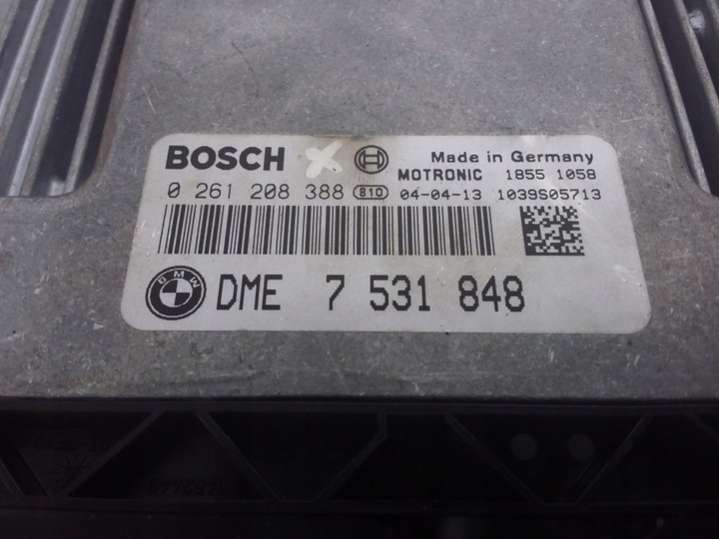 BOSCH Made in Germany
MOTRONIC 1855 1058
0 261 208 388 810 04-04-13 1039S05713
BMW DME 7 531 848